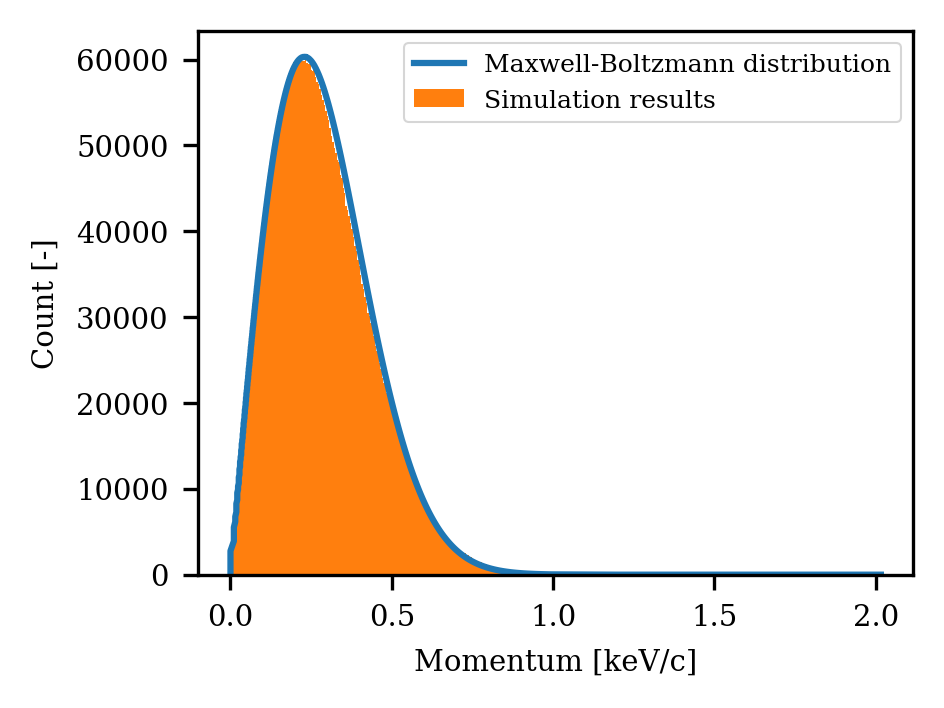 Maxwell-Boltzmann distribution
Simulation results
60000
50000
40000
30000
20000
10000
0
Count [-]
0.0 0.5 1.0 1.5 2.0
Momentum [keV/c]